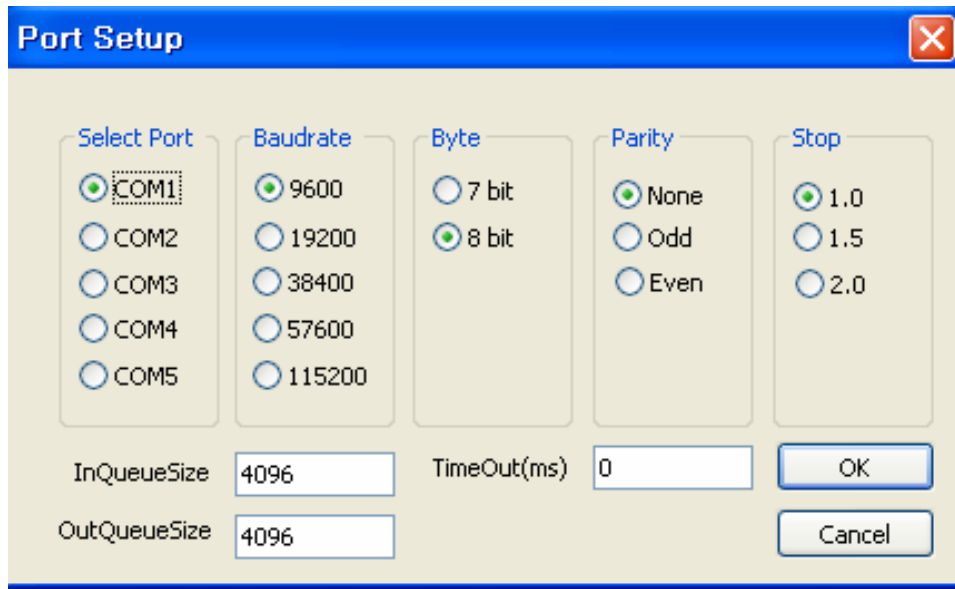 Port Setup
Select Port
COM1
COM2
COM3
COM4
COM5
Baudrate
9600
19200
38400
57600
115200
Byte
7 bit
8 bit
Parity
None
Odd
Even
Stop
1.0
1.5
2.0
InQueueSize
4096
TimeOut(ms)
0
OK
OutQueueSize
4096
Cancel